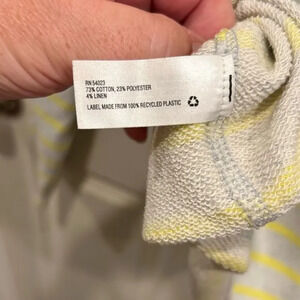 RN 54023
73% COTTON, 23% POLYESTER
4% LINEN
LABEL MADE FROM 100% RECYCLED PLASTIC